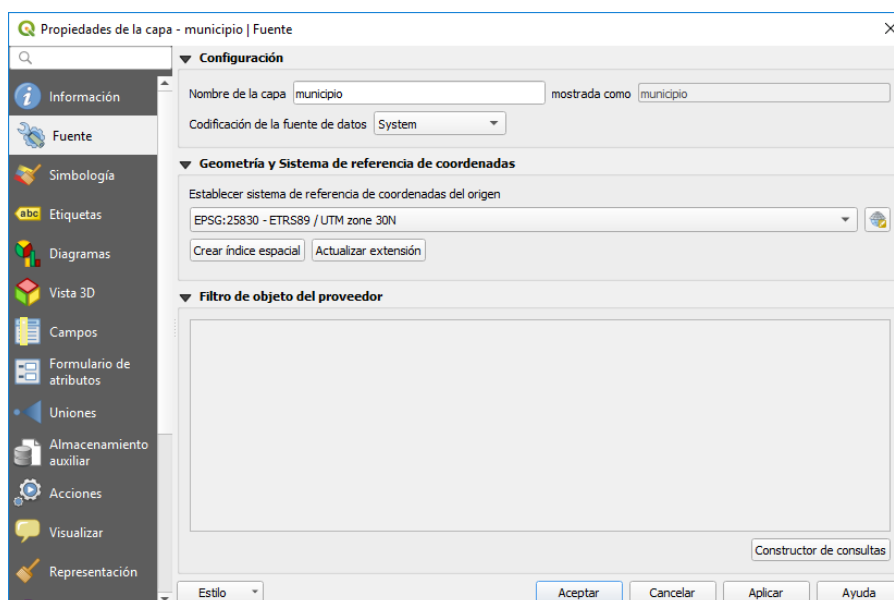 Propiedades de la capa - municipio | Fuente
Información
Fuente
Simbología
abc Etiquetas
Diagramas
Vista 3D
Campos
Formulario de
atributos
Uniones
Almacenamiento
auxiliar
Acciones
Visualizar
Representación
Configuración
Nombre de la capa municipio mostrada como municipio
Codificación de la fuente de datos System
Geometría y Sistema de referencia de coordenadas
Establecer sistema de referencia de coordenadas del origen
EPSG:25830 - ETRS89 / UTM zone 30N
Crear índice espacial Actualizar extensión
Filtro de objeto del proveedor
Constructor de consultas
Estilo Aceptar Cancelar Aplicar Ayuda